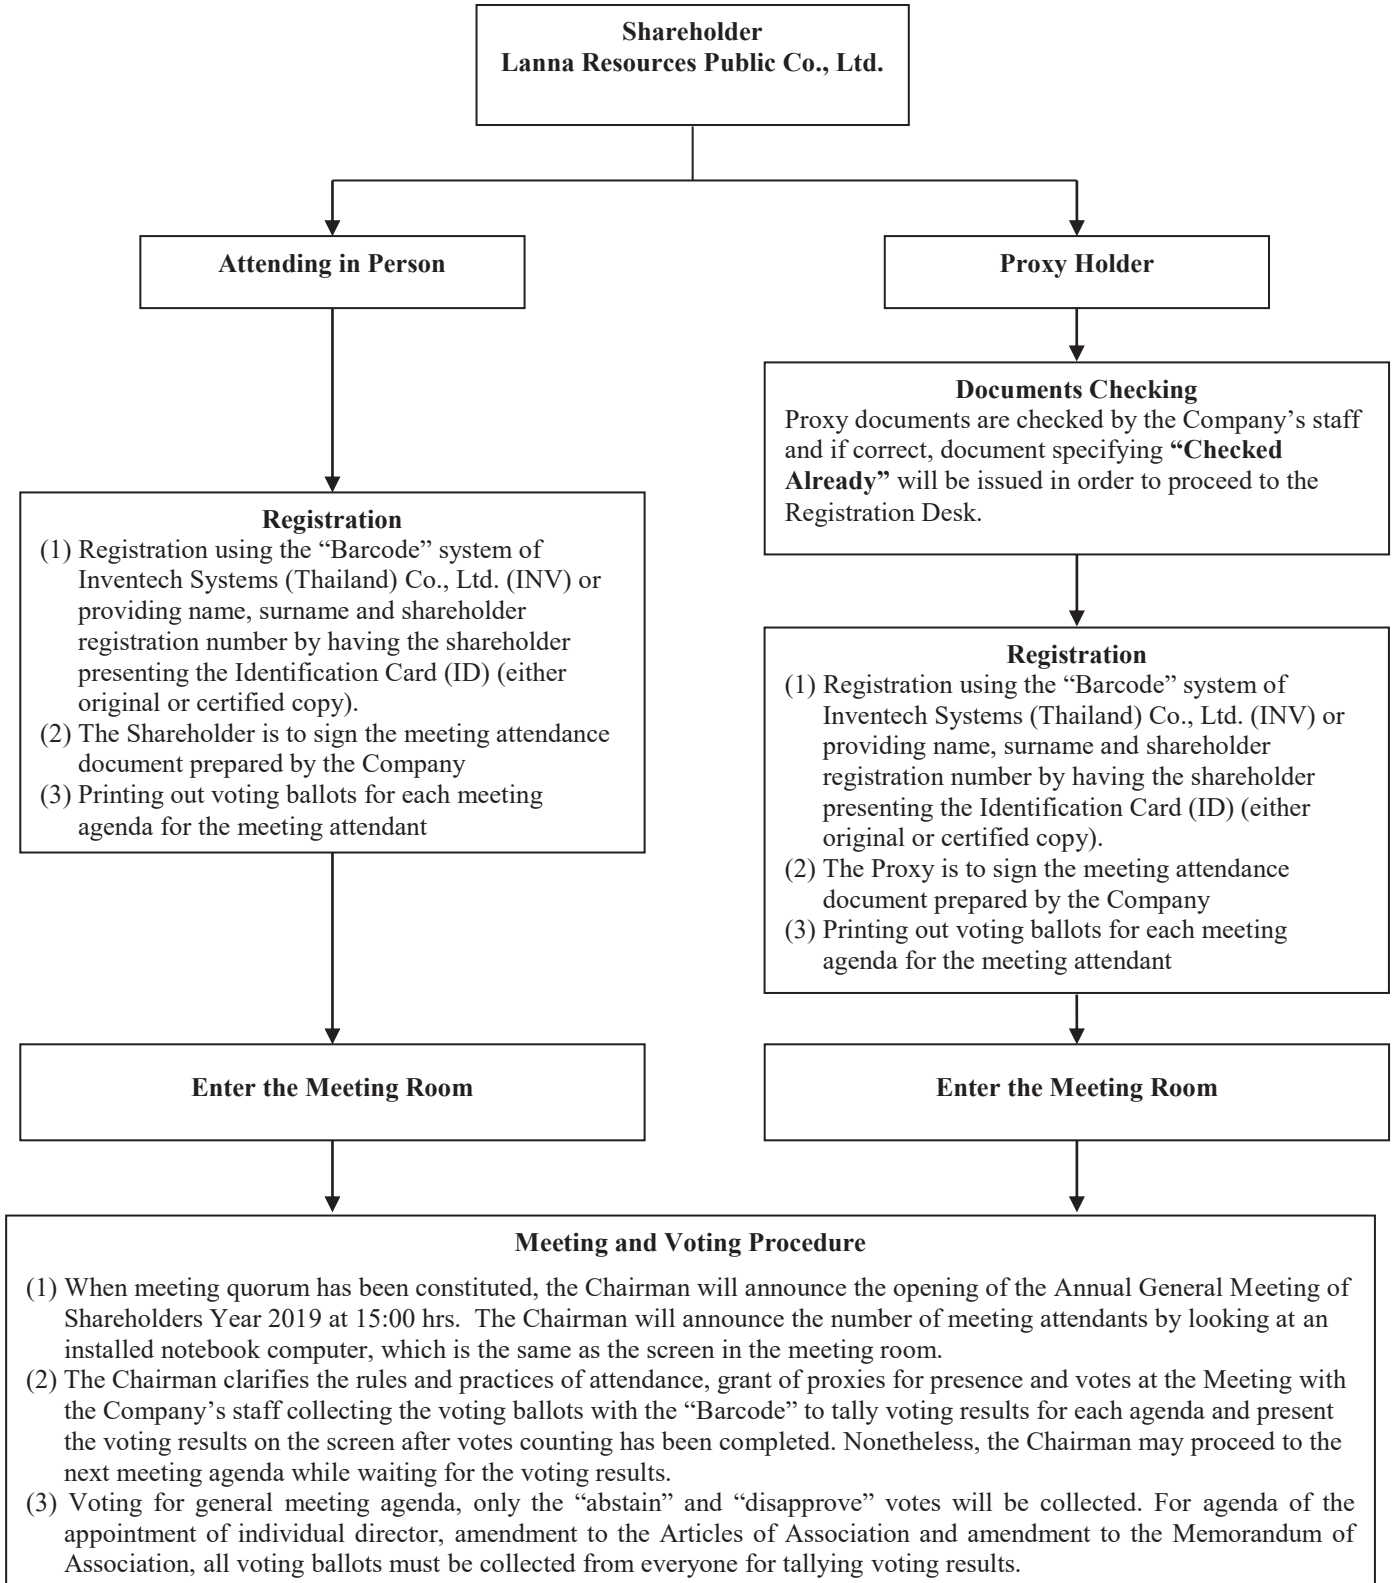 Shareholder
Lanna Resources Public Co., Ltd.
Attending in Person
Proxy Holder
Documents Checking
Proxy documents are checked by the Company’s staff
and if correct, document specifying “Checked
Already” will be issued in order to proceed to the
Registration Desk.
Registration
(1) Registration using the “Barcode” system of
Inventech Systems (Thailand) Co., Ltd. (INV) or
providing name, surname and shareholder
registration number by having the shareholder
presenting the Identification Card (ID) (either
original or certified copy).
(2) The Shareholder is to sign the meeting attendance
document prepared by the Company
(3) Printing out voting ballots for each meeting
agenda for the meeting attendant
Registration
(1) Registration using the “Barcode” system of
Inventech Systems (Thailand) Co., Ltd. (INV) or
providing name, surname and shareholder
registration number by having the shareholder
presenting the Identification Card (ID) (either
original or certified copy).
(2) The Proxy is to sign the meeting attendance
document prepared by the Company
(3) Printing out voting ballots for each meeting
agenda for the meeting attendant
Enter the Meeting Room
Enter the Meeting Room
Meeting and Voting Procedure
(1) When meeting quorum has been constituted, the Chairman will announce the opening of the Annual General Meeting of
Shareholders Year 2019 at 15:00 hrs. The Chairman will announce the number of meeting attendants by looking at an
installed notebook computer, which is the same as the screen in the meeting room.
(2) The Chairman clarifies the rules and practices of attendance, grant of proxies for presence and votes at the Meeting with
the Company’s staff collecting the voting ballots with the “Barcode” to tally voting results for each agenda and present
the voting results on the screen after votes counting has been completed. Nonetheless, the Chairman may proceed to the
next meeting agenda while waiting for the voting results.
(3) Voting for general meeting agenda, only the “abstain” and “disapprove” votes will be collected. For agenda of the
appointment of individual director, amendment to the Articles of Association and amendment to the Memorandum of
Association, all voting ballots must be collected from everyone for tallying voting results.